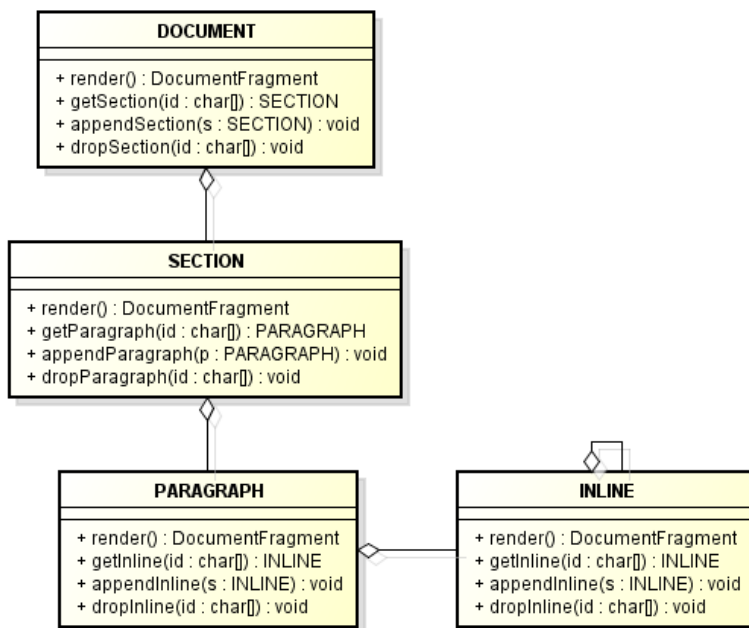 DOCUMENT
+ render() : DocumentFragment
+ getSection(id : char[]) : SECTION
+ appendSection(s : SECTION) : void
+ dropSection(id : char[]) : void
SECTION
+ render() : DocumentFragment
+ getParagraph(id : char[]) : PARAGRAPH
+ appendParagraph(p : PARAGRAPH) : void
+ dropParagraph(id : char[]) : void
PARAGRAPH
+ render() : DocumentFragment
+ getInline(id : char[]) : INLINE
+ appendInline(s : INLINE) : void
+ dropInline(id : char[]) : void
INLINE
+ render() : DocumentFragment
+ getInline(id : char[]) : INLINE
+ appendInline(s : INLINE) : void
+ dropInline(id : char[]) : void